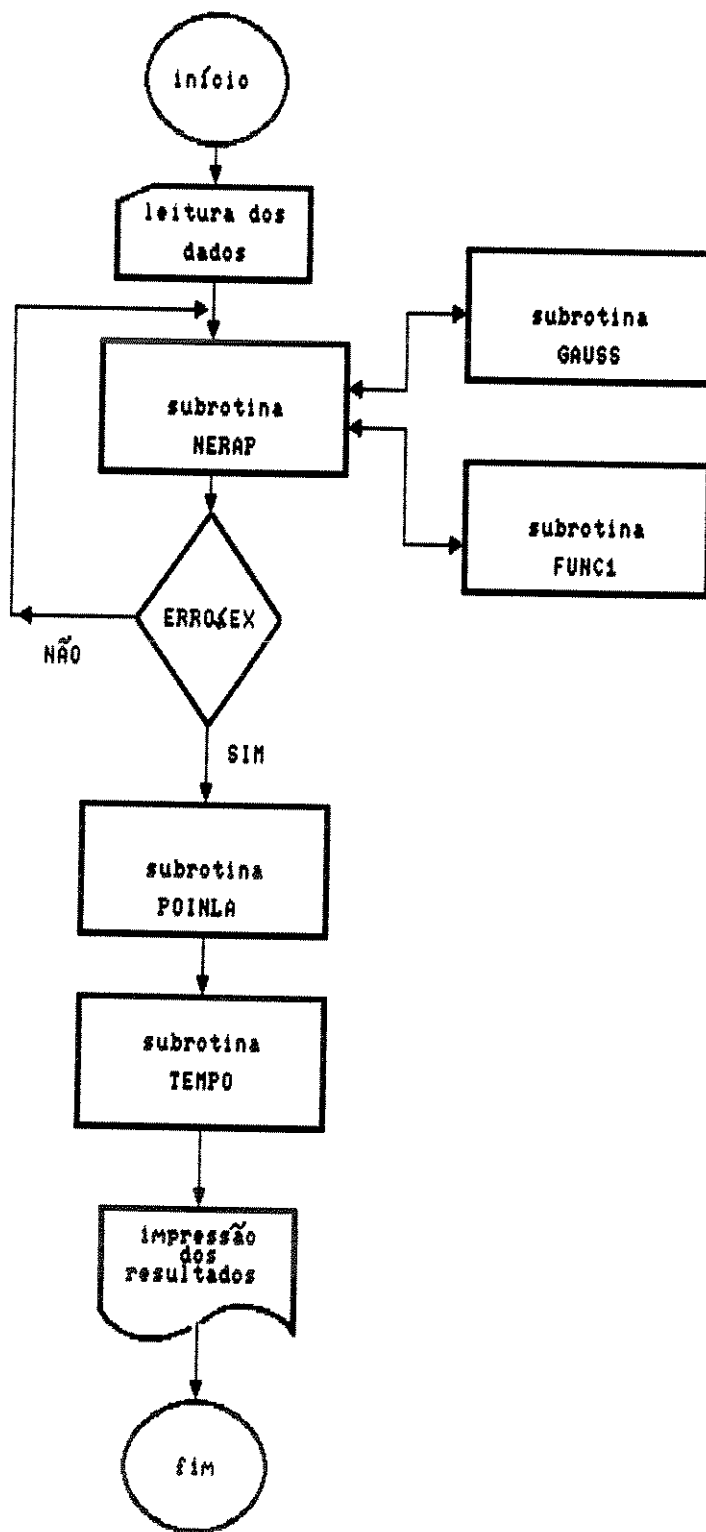 início
leitura dos
dados
subrotina
GAUSS
subrotina
NERAP
subrotina
FUNC1
ERRO≤EX
NÃO
SIM
subrotina
POINLA
subrotina
TEMPO
impressão
dos
resultados
fim